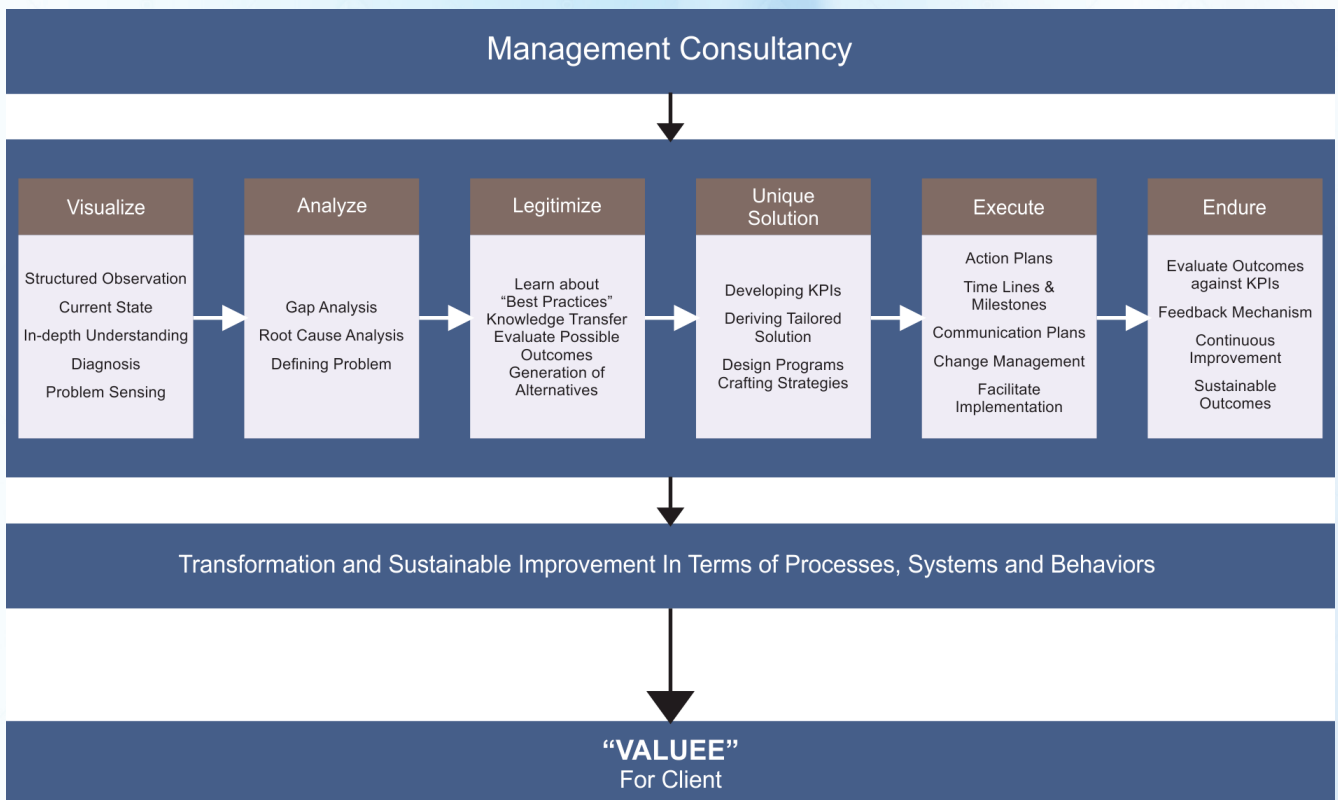 Management Consultancy
Visualize
Structured Observation
Current State
In-depth Understanding
Diagnosis
Problem Sensing
Analyze
Gap Analysis
Root Cause Analysis
Defining Problem
Legitimize
Learn about
“Best Practices”
Knowledge Transfer
Evaluate Possible
Outcomes
Generation of
Alternatives
Unique
Solution
Developing KPIs
Deriving Tailored
Solution
Design Programs
Crafting Strategies
Execute
Action Plans
Time Lines &
Milestones
Communication Plans
Change Management
Facilitate
Implementation
Endure
Evaluate Outcomes
against KPIs
Feedback Mechanism
Continuous
Improvement
Sustainable
Outcomes
Transformation and Sustainable Improvement In Terms of Processes, Systems and Behaviors
“VALUEE”
For Client